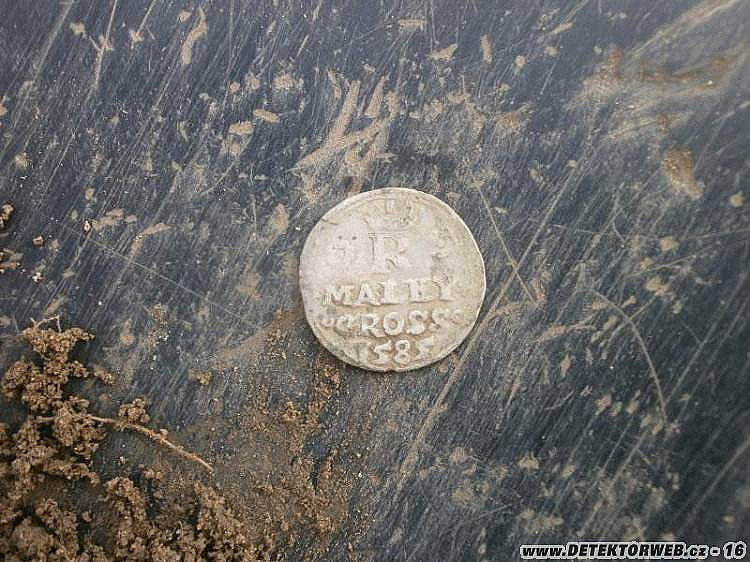 R
MALEY
GROSS
1585
www.DETEKTORWEB.cz - 16